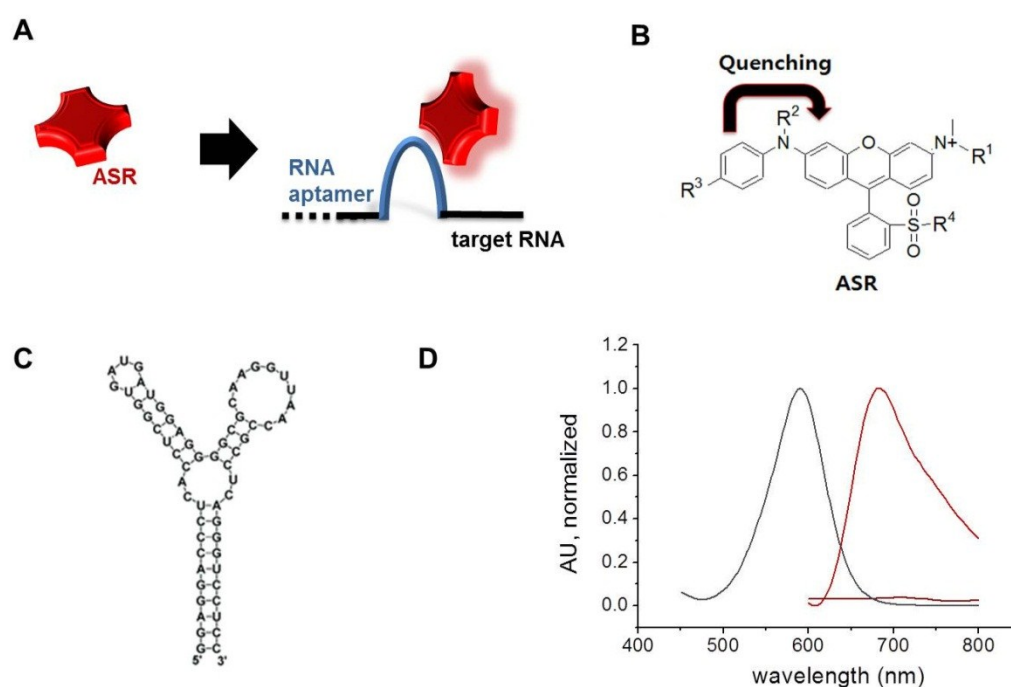 A
ASR
RNA
aptamer
target RNA
B
Quenching
R²
R³
N
O
N+
R¹
O
S
R⁴
O
ASR
C
5' 3'
D
AU, normalized
1.2
1.0
0.8
0.6
0.4
0.2
0.0
400 500 600 700 800
wavelength (nm)